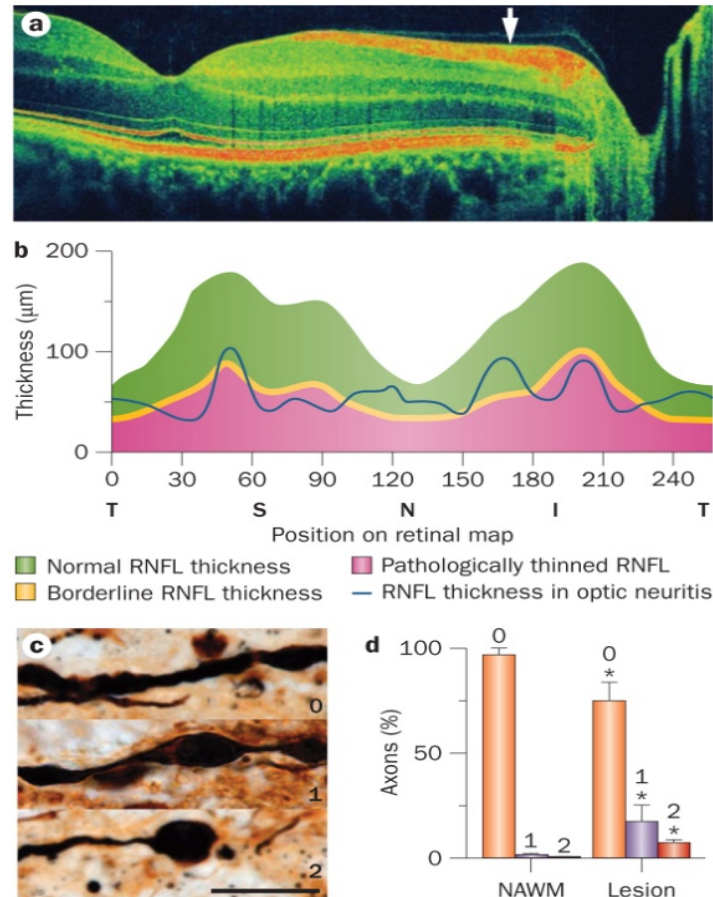 a
b
200
100
0
Thickness (µm)
0 30 60 90 120 150 180 210 240
T S N I T
Position on retinal map
Normal RNFL thickness
Pathologically thinned RNFL
Borderline RNFL thickness
RNFL thickness in optic neuritis
c
0
1
2
d
100
50
0
Axons (%)
0
1
2
0
*
1
*
2
*
NAWM
Lesion